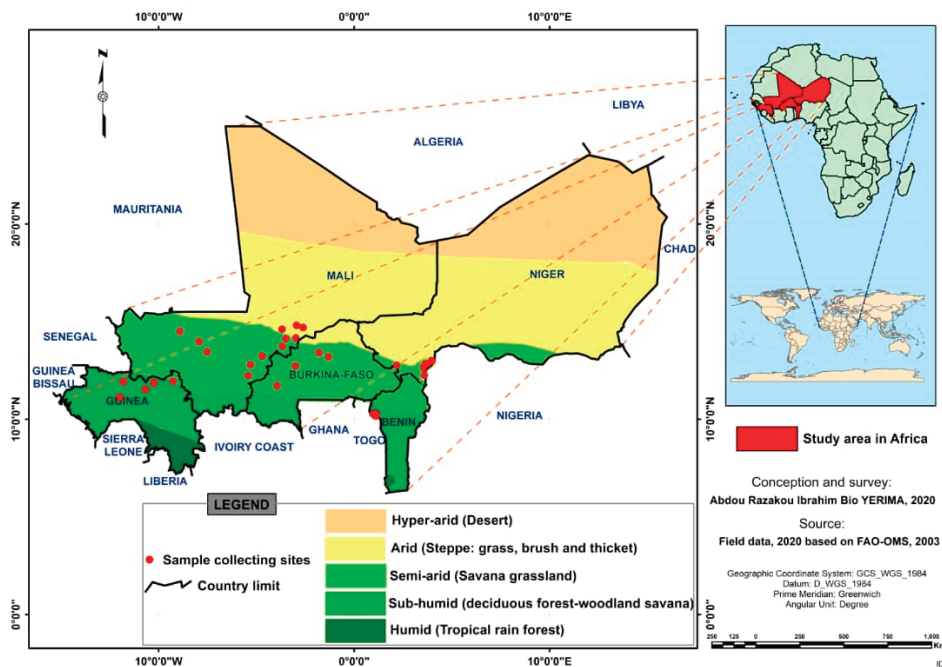 10°0'0"W
0°0'0"
10°0'0"E
N
LIBYA
ALGERIA
MAURITANIA
20°0'0"N
20°0'0"N
CHAD
MALI
NIGER
SENEGAL
GUINEA
BISSAU
BURKINA-FASO
GUINEA
10°0'0"N
BENIN
NIGERIA
10°0'0"N
SIERRA
LEONE
IVOIRY COAST
GHANA
TOGO
LIBERIA
LEGEND
Sample collecting sites
Country limit
Hyper-arid (Desert)
Arid (Steppe: grass, brush and thicket)
Semi-arid (Savana grassland)
Sub-humid (deciduous forest-woodland savana)
Humid (Tropical rain forest)
0°0'0"
0°0'0"
10°0'0"W
0°0'0"
10°0'0"E
Study area in Africa
Conception and survey:
Abdou Razakou Ibrahim Bio YERIMA, 2020
Source:
Field data, 2020 based on FAO-OMS, 2003
Geographic Coordinate System: GCS_WGS_1984
Datum: D_WGS_1984
Prime Meridian: Greenwich
Angular Unit: Degree
250 125 0 250 500 750 1,000